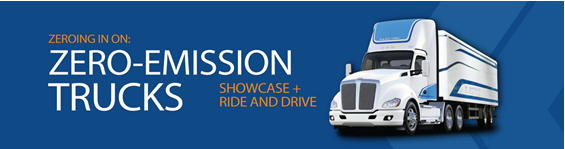 ZEROING IN ON:
ZERO-EMISSION
TRUCKS
SHOWCASE +
RIDE AND DRIVE